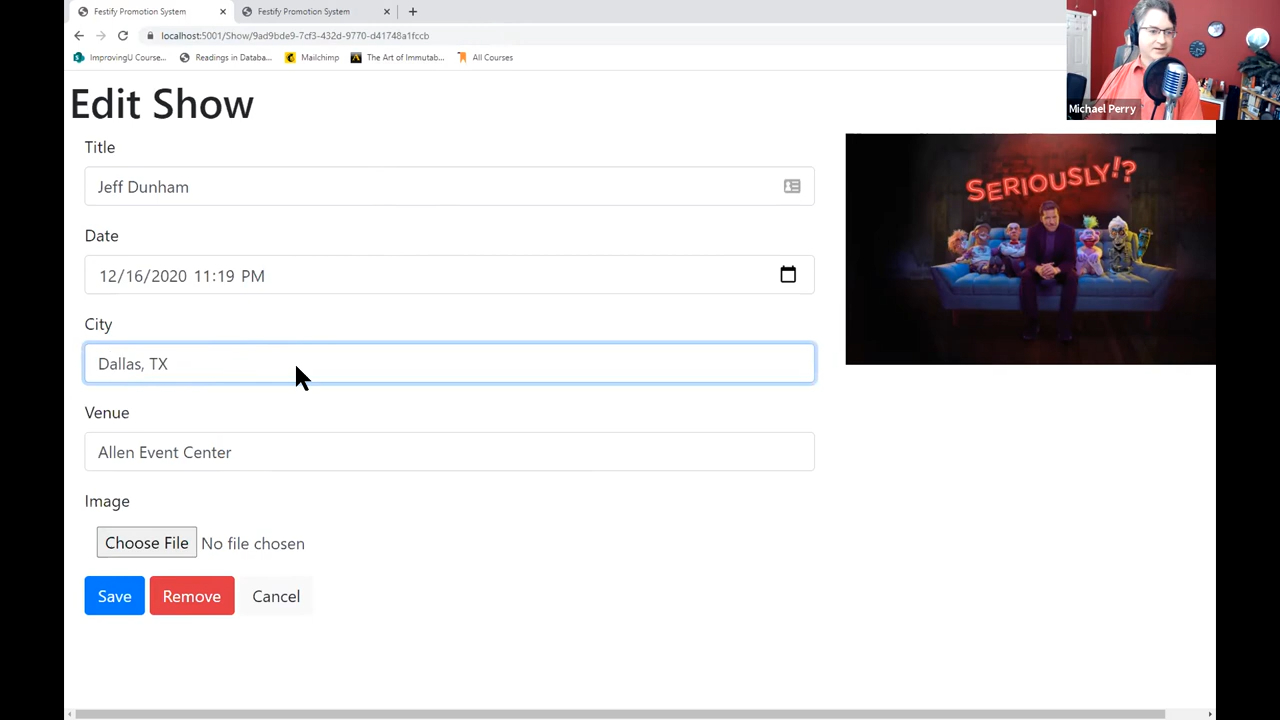 Festify Promotion System
Festify Promotion System
localhost:5001/Show/9ad9bde9-7cf3-432d-9770-d41748a1fccb
ImprovingU Course...
Readings in Databa...
Mailchimp
The Art of Immutab...
All Courses
Michael Perry
Edit Show
Title
Jeff Dunham
SERIOUSLY!?
Date
12/16/2020 11:19 PM
City
Dallas, TX
Venue
Allen Event Center
Image
Choose File No file chosen
Save Remove Cancel